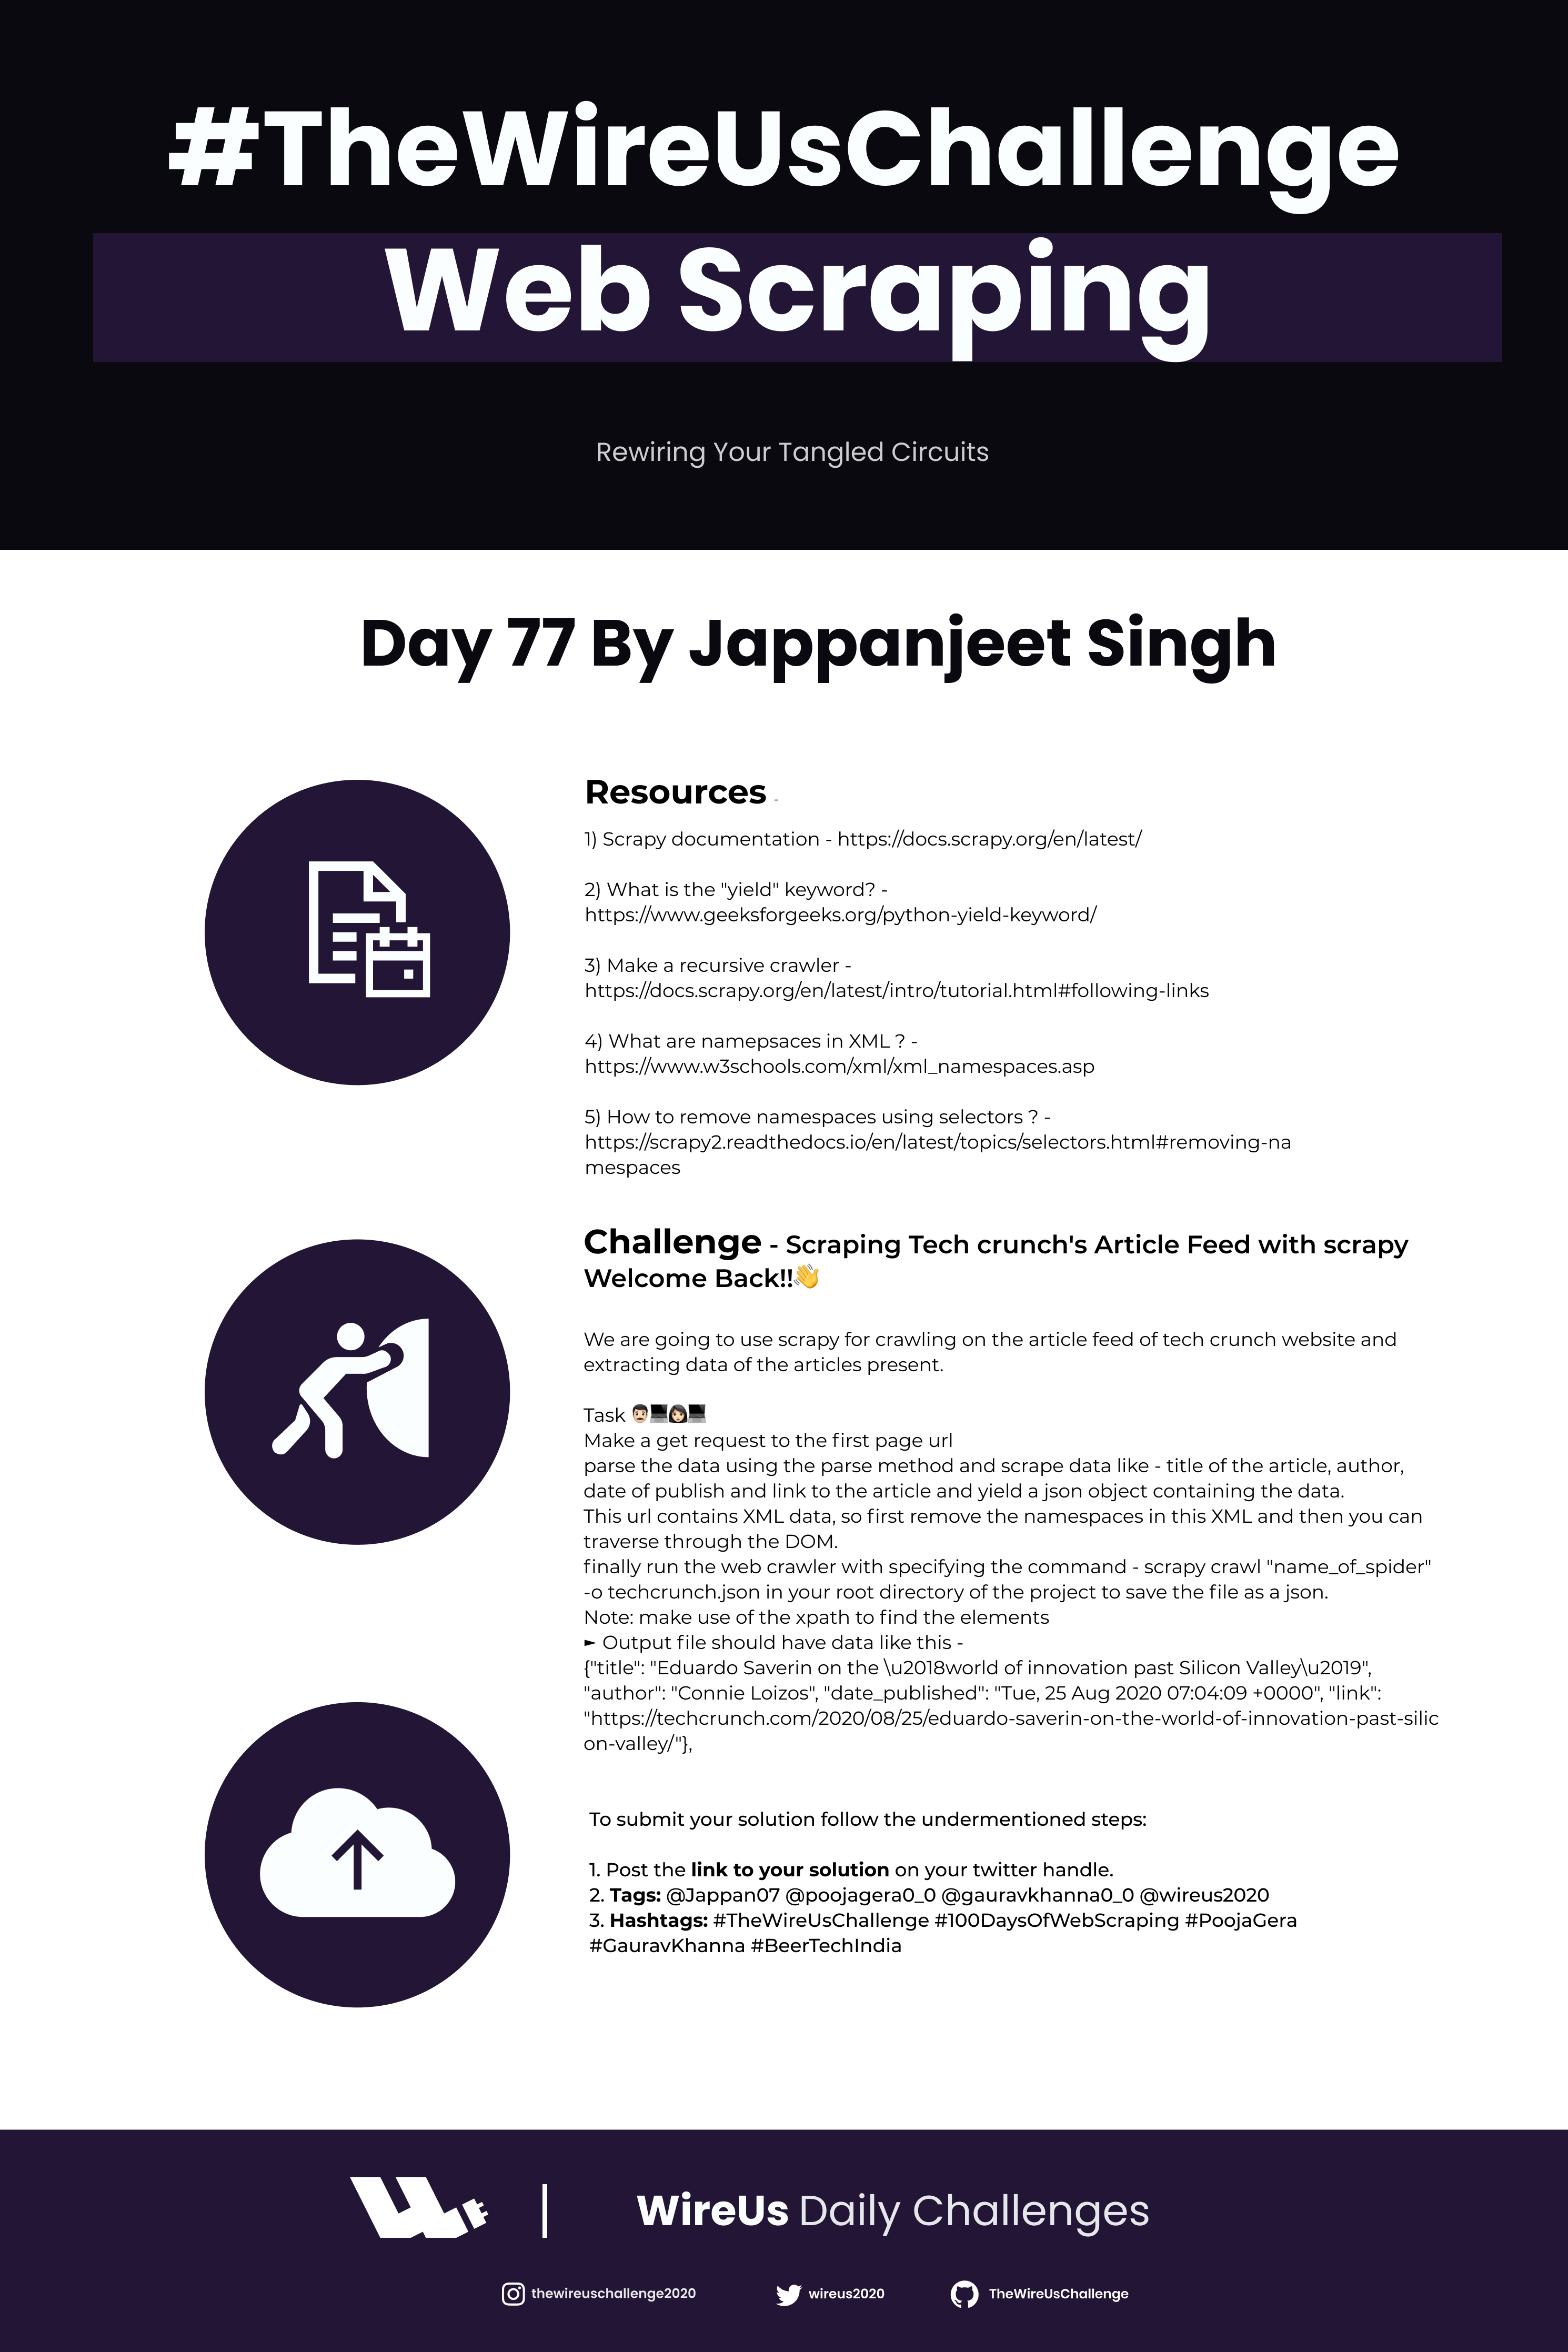 #TheWireUsChallenge
Web Scraping
Rewiring Your Tangled Circuits
Day 77 By Jappanjeet Singh
Resources -
1) Scrapy documentation - https://docs.scrapy.org/en/latest/
2) What is the "yield" keyword? -
https://www.geeksforgeeks.org/python-yield-keyword/
3) Make a recursive crawler -
https://docs.scrapy.org/en/latest/intro/tutorial.html#following-links
4) What are namepsaces in XML ? -
https://www.w3schools.com/xml/xml_namespaces.asp
5) How to remove namespaces using selectors ? -
https://scrapy2.readthedocs.io/en/latest/topics/selectors.html#removing-na
mespaces
Challenge - Scraping Tech crunch's Article Feed with scrapy
Welcome Back!!👋
We are going to use scrapy for crawling on the article feed of tech crunch website and
extracting data of the articles present.
Task 👨🏻‍💻👩🏻‍💻
Make a get request to the first page url
parse the data using the parse method and scrape data like - title of the article, author,
date of publish and link to the article and yield a json object containing the data.
This url contains XML data, so first remove the namespaces in this XML and then you can
traverse through the DOM.
finally run the web crawler with specifying the command - scrapy crawl "name_of_spider"
-o techcrunch.json in your root directory of the project to save the file as a json.
Note: make use of the xpath to find the elements
► Output file should have data like this -
{"title": "Eduardo Saverin on the \u2018world of innovation past Silicon Valley\u2019",
"author": "Connie Loizos", "date_published": "Tue, 25 Aug 2020 07:04:09 +0000", "link":
"https://techcrunch.com/2020/08/25/eduardo-saverin-on-the-world-of-innovation-past-silic
on-valley/"},
To submit your solution follow the undermentioned steps:
1. Post the link to your solution on your twitter handle.
2. Tags: @Jappan07 @poojagera0_0 @gauravkhanna0_0 @wireus2020
3. Hashtags: #TheWireUsChallenge #100DaysOfWebScraping #PoojaGera
#GauravKhanna #BeerTechIndia
WireUs Daily Challenges
thewireuschallenge2020
wireus2020
TheWireUsChallenge